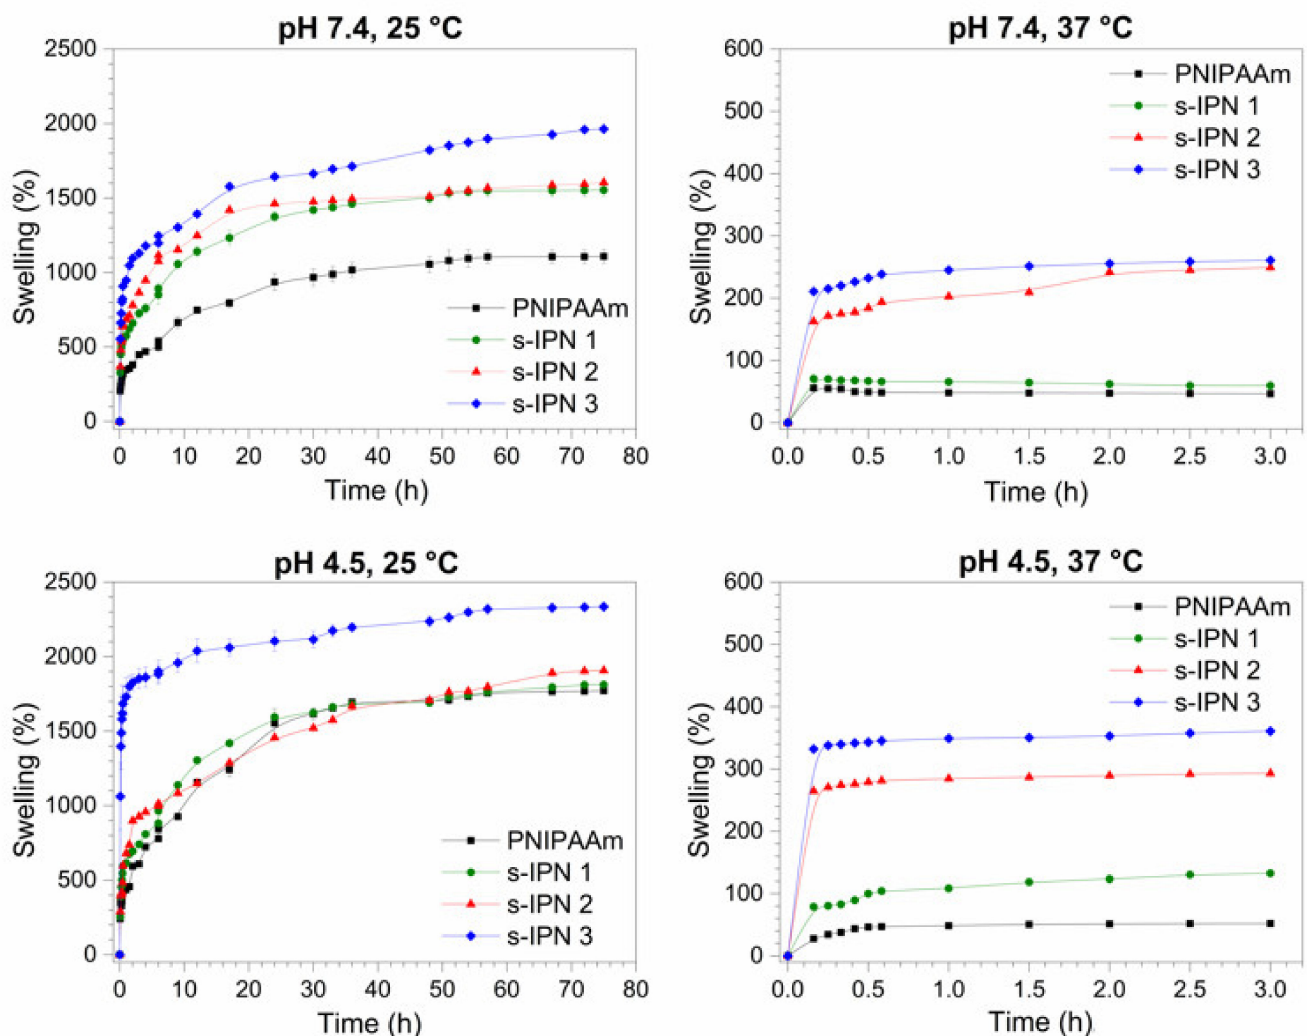 pH 7.4, 25 °C
2500
2000
1500
1000
500
0
Swelling (%)
PNIPAAm
s-IPN 1
s-IPN 2
s-IPN 3
0 10 20 30 40 50 60 70 80
Time (h)
pH 7.4, 37 °C
600
500
400
300
200
100
0
Swelling (%)
PNIPAAm
s-IPN 1
s-IPN 2
s-IPN 3
0.0 0.5 1.0 1.5 2.0 2.5 3.0
Time (h)
pH 4.5, 25 °C
2500
2000
1500
1000
500
0
Swelling (%)
PNIPAAm
s-IPN 1
s-IPN 2
s-IPN 3
0 10 20 30 40 50 60 70 80
Time (h)
pH 4.5, 37 °C
600
500
400
300
200
100
0
Swelling (%)
PNIPAAm
s-IPN 1
s-IPN 2
s-IPN 3
0.0 0.5 1.0 1.5 2.0 2.5 3.0
Time (h)